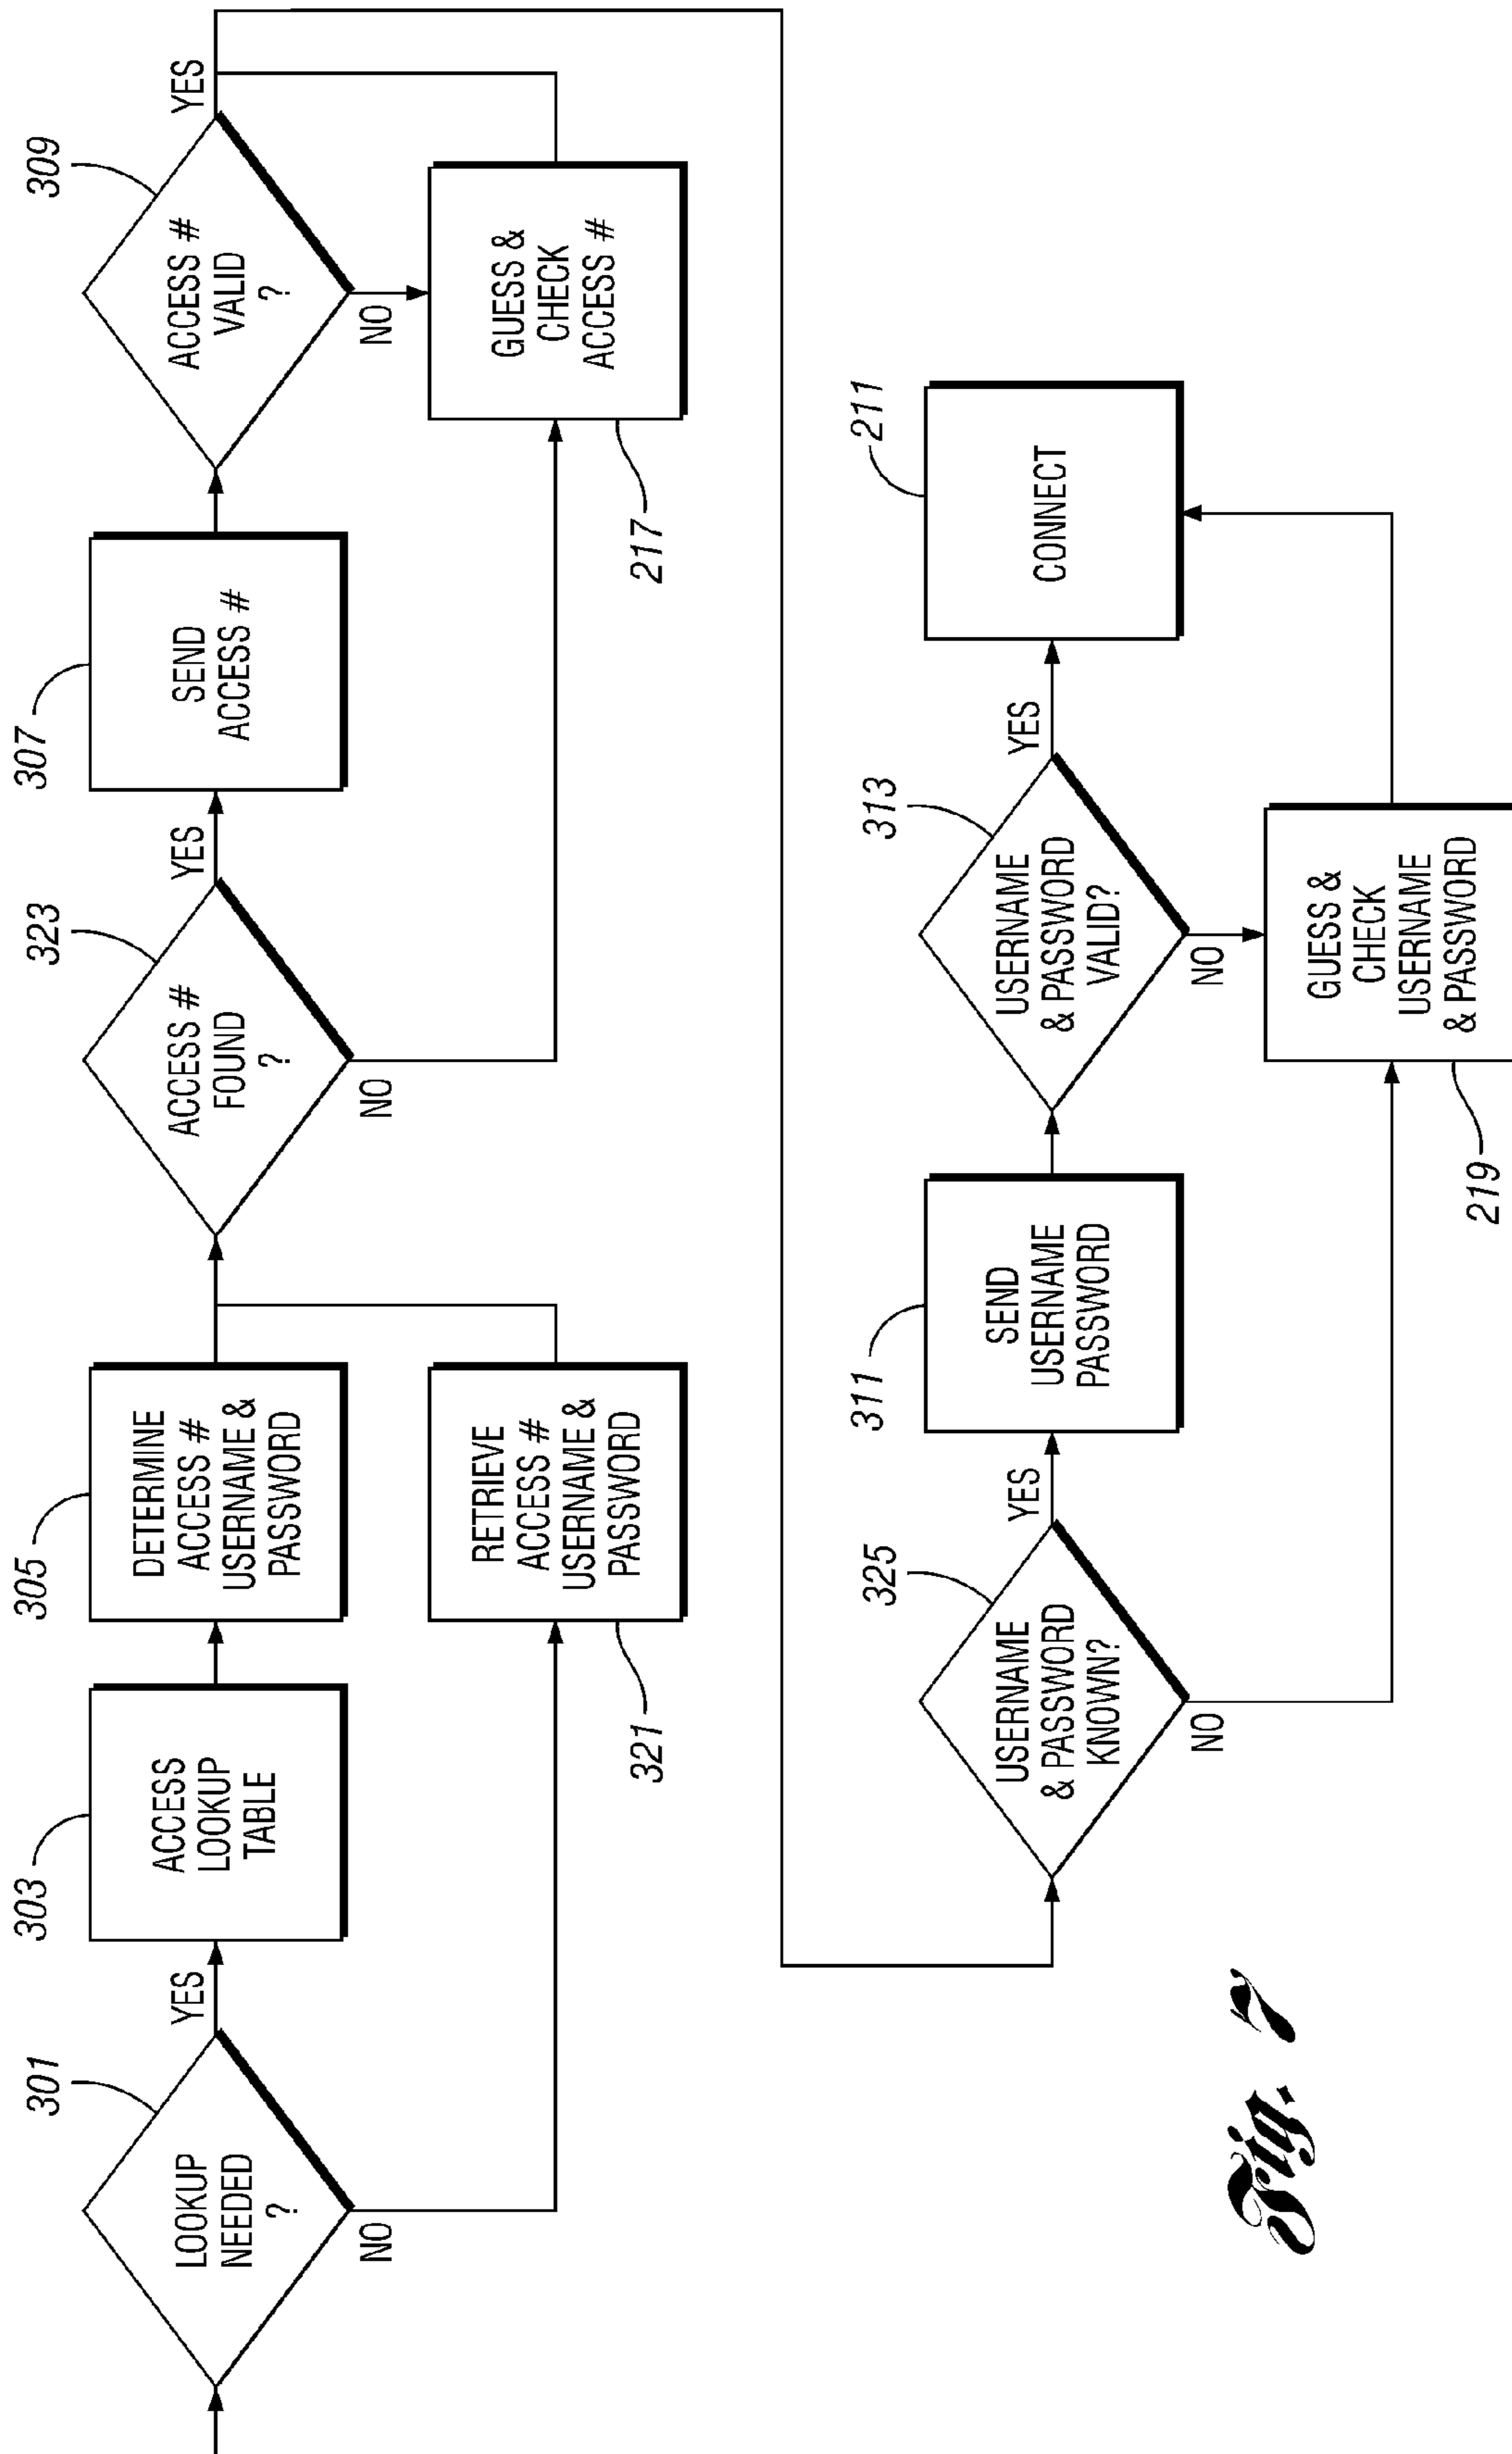 301
LOOKUP
NEEDED
?
YES
NO
303
ACCESS
LOOKUP
TABLE
305
DETERMINE
ACCESS #
USERNAME &
PASSWORD
RETRIEVE
ACCESS #
USERNAME &
PASSWORD
321
323
ACCESS #
FOUND
?
YES
NO
307
SEND
ACCESS #
309
ACCESS #
VALID
?
YES
NO
GUESS &
CHECK
ACCESS #
217
325
USERNAME
& PASSWORD
KNOWN?
YES
NO
311
SEND
USERNAME
PASSWORD
313
USERNAME
& PASSWORD
VALID?
YES
NO
211
CONNECT
GUESS &
CHECK
USERNAME
& PASSWORD
219
Fig. 7